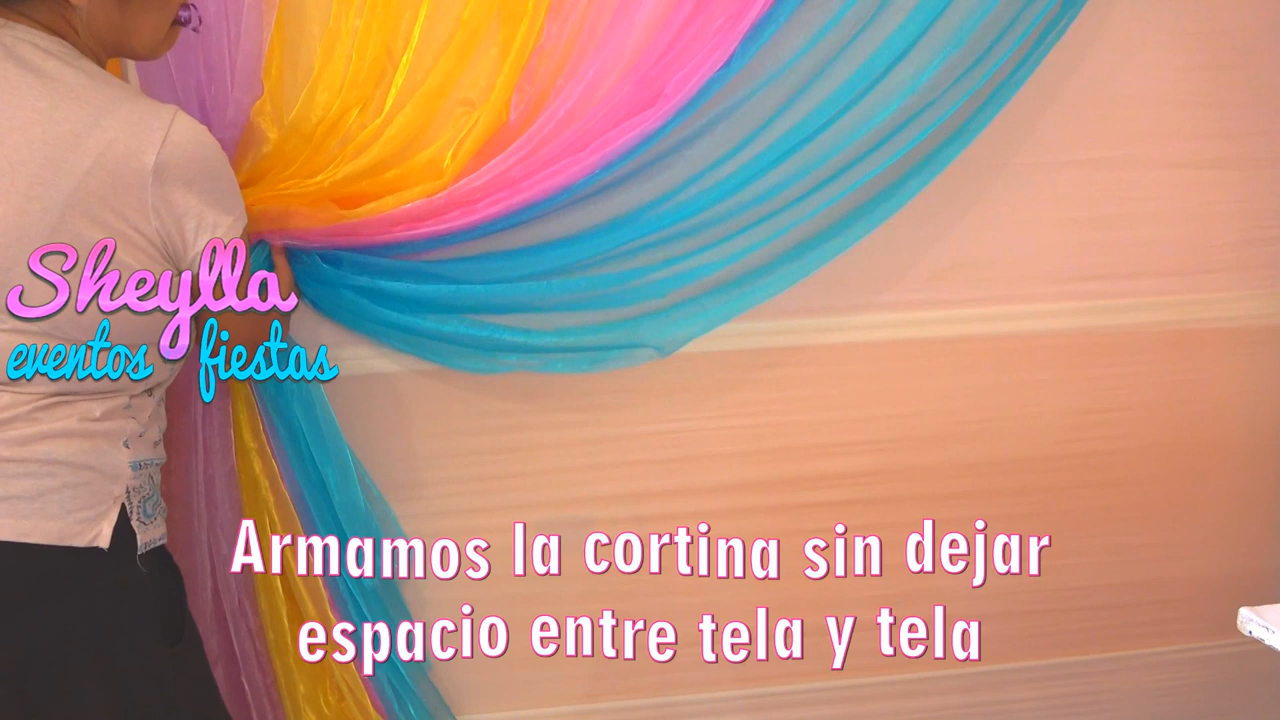 Sheylla
eventos fiestas
Armamos la cortina sin dejar
espacio entre tela y tela